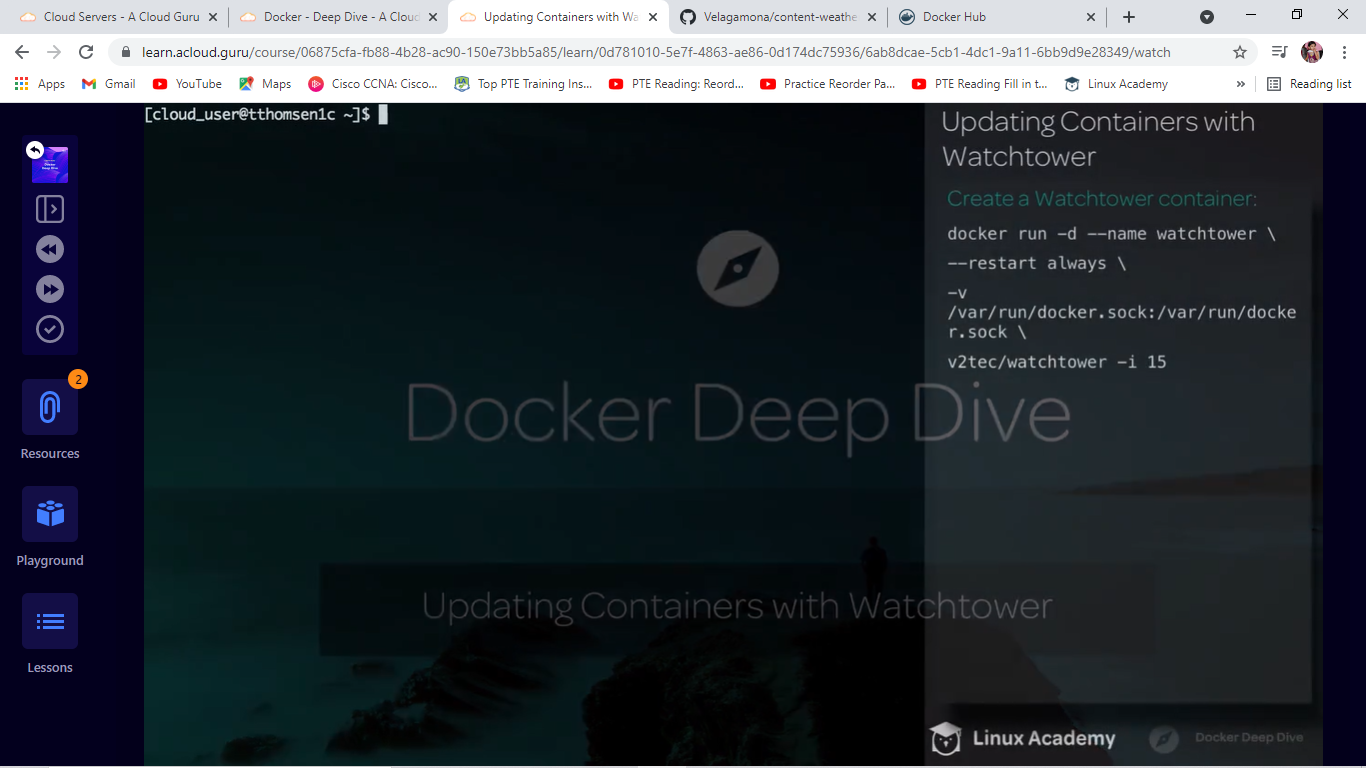 Cloud Servers - A Cloud Guru
Docker - Deep Dive - A Cloud
Updating Containers with Wa
Velagamona/content-weathe
Docker Hub
learn.acloud.guru/course/06875cfa-fb88-4b28-ac90-150e73bb5a85/learn/0d781010-5e7f-4863-ae86-0d174dc75936/6ab8dcae-5cb1-4dc1-9a11-6bb9d9e28349/watch
Apps
Gmail
YouTube
Maps
Cisco CCNA: Cisco...
Top PTE Training Ins...
PTE Reading: Reord...
Practice Reorder Pa...
PTE Reading Fill in t...
Linux Academy
»
Reading list
[cloud_user@tthomsen1c ~]$
Updating Containers with
Watchtower
Create a Watchtower container:
docker run -d --name watchtower \
--restart always \
-v
/var/run/docker.sock:/var/run/docke
r.sock \
v2tec/watchtower -i 15
Docker Deep Dive
Updating Containers with Watchtower
Linux Academy
Docker Deep Dive
2
Resources
Playground
Lessons